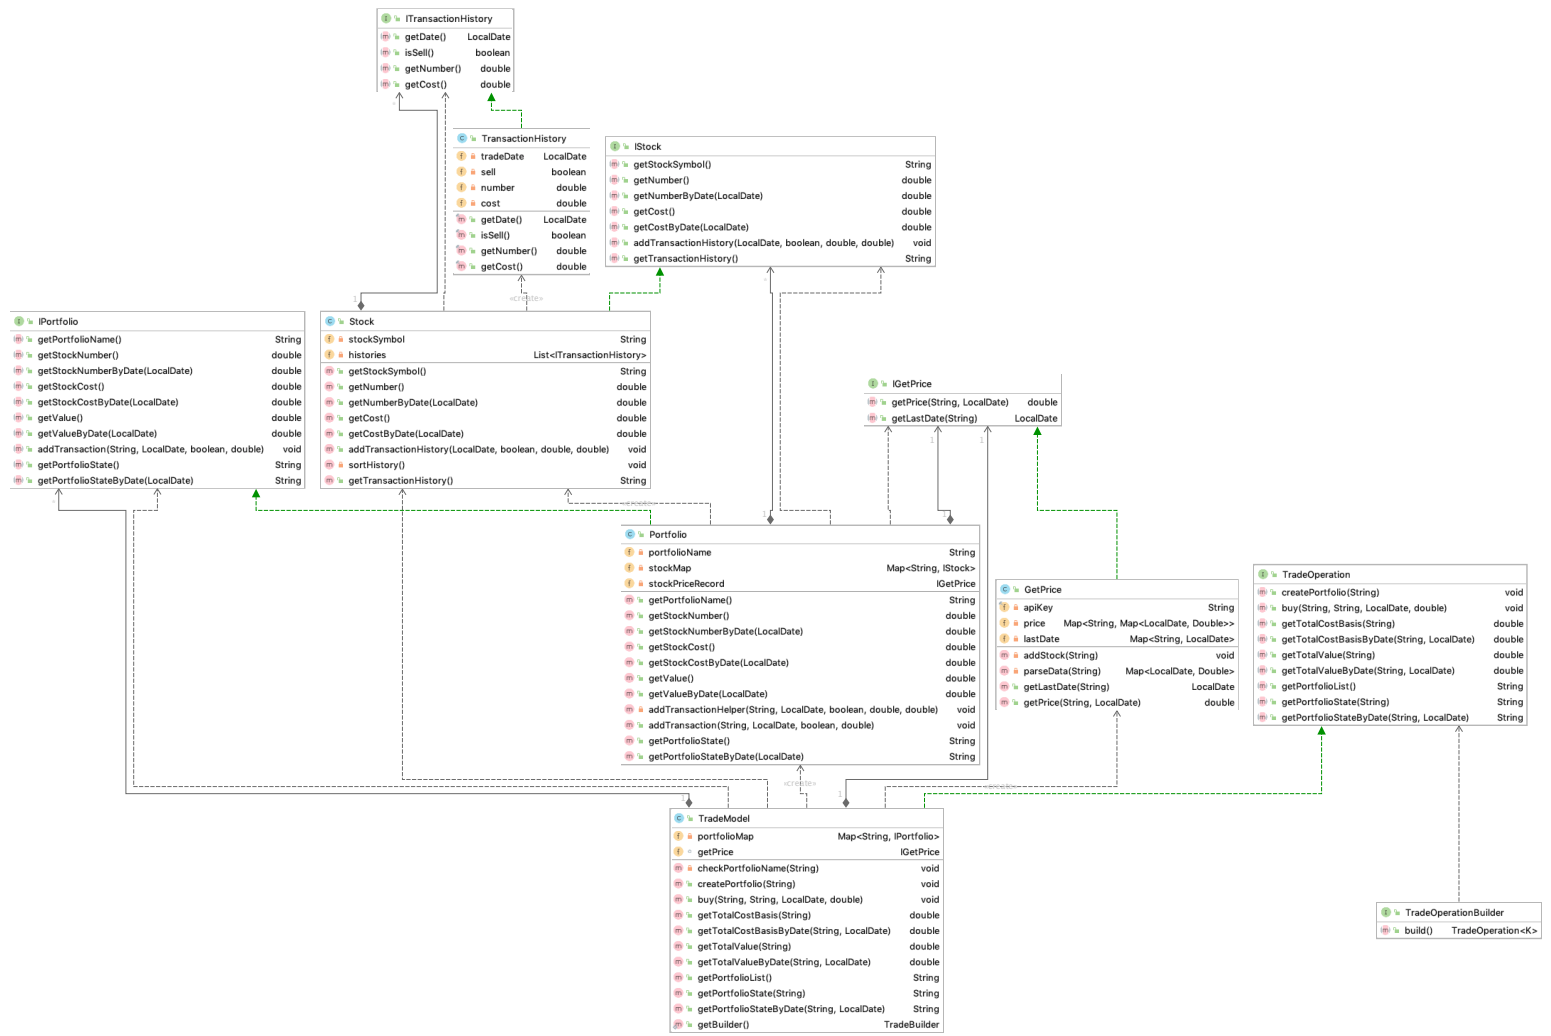 ITransactionHistory
getDate() LocalDate
isSell() boolean
getNumber() double
getCost() double
TransactionHistory
tradeDate LocalDate
sell boolean
number double
cost double
getDate() LocalDate
isSell() boolean
getNumber() double
getCost() double
IStock
getStockSymbol() String
getNumber() double
getNumberByDate(LocalDate) double
getCost() double
getCostByDate(LocalDate) double
addTransactionHistory(LocalDate, boolean, double, double) void
getTransactionHistory() String
«create»
1
IPortfolio
getPortfolioName() String
getStockNumber() double
getStockNumberByDate(LocalDate) double
getStockCost() double
getStockCostByDate(LocalDate) double
getValue() double
getValueByDate(LocalDate) double
addTransaction(String, LocalDate, boolean, double) void
getPortfolioState() String
getPortfolioStateByDate(LocalDate) String
Stock
stockSymbol String
histories List<ITransactionHistory>
getStockSymbol() String
getNumber() double
getNumberByDate(LocalDate) double
getCost() double
getCostByDate(LocalDate) double
addTransactionHistory(LocalDate, boolean, double, double) void
sortHistory() void
getTransactionHistory() String
IGetPrice
getPrice(String, LocalDate) double
getLastDate(String) LocalDate
1 1
«create»
1 1
Portfolio
portfolioName String
stockMap Map<String, IStock>
stockPriceRecord IGetPrice
getPortfolioName() String
getStockNumber() double
getStockNumberByDate(LocalDate) double
getStockCost() double
getStockCostByDate(LocalDate) double
getValue() double
getValueByDate(LocalDate) double
addTransactionHelper(String, LocalDate, boolean, double, double) void
addTransaction(String, LocalDate, boolean, double) void
getPortfolioState() String
getPortfolioStateByDate(LocalDate) String
GetPrice
apiKey String
price Map<String, Map<LocalDate, Double>>
lastDate Map<String, LocalDate>
addStock(String) void
parseData(String) Map<LocalDate, Double>
getLastDate(String) LocalDate
getPrice(String, LocalDate) double
TradeOperation
createPortfolio(String) void
buy(String, String, LocalDate, double) void
getTotalCostBasis(String) double
getTotalCostBasisByDate(String, LocalDate) double
getTotalValue(String) double
getTotalValueByDate(String, LocalDate) double
getPortfolioList() String
getPortfolioState(String) String
getPortfolioStateByDate(String, LocalDate) String
«create»
«create»
1 1
TradeModel
portfolioMap Map<String, IPortfolio>
getPrice IGetPrice
checkPortfolioName(String) void
createPortfolio(String) void
buy(String, String, LocalDate, double) void
getTotalCostBasis(String) double
getTotalCostBasisByDate(String, LocalDate) double
getTotalValue(String) double
getTotalValueByDate(String, LocalDate) double
getPortfolioList() String
getPortfolioState(String) String
getPortfolioStateByDate(String, LocalDate) String
getBuilder() TradeBuilder
TradeOperationBuilder
build() TradeOperation<K>